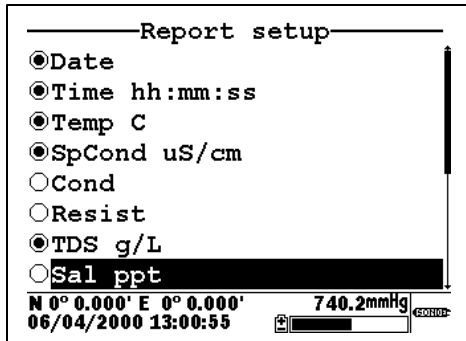 Report setup
Date
Time hh:mm:ss
Temp C
SpCond uS/cm
Cond
Resist
TDS g/L
Sal ppt
N 0° 0.000' E 0° 0.000' 740.2mmHg
06/04/2000 13:00:55